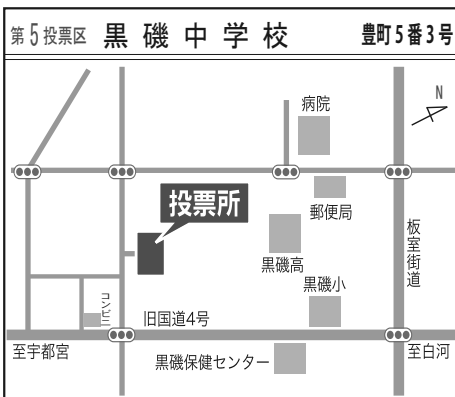 第5投票区 黒磯中学校 豊町5番3号
N
病院
投票所
郵便局
板室街道
黒磯高
黒磯小
コンビニ
旧国道4号
至宇都宮
至白河
黒磯保健センター